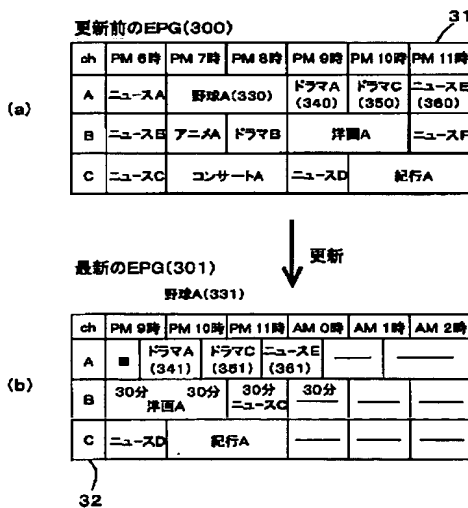 更新前のEPG(300)
31
(a)
ch PM 6時 PM 7時 PM 8時 PM 9時 PM 10時 PM 11時
A ニュースA 野球A(330) ドラマA (340) ドラマC (350) ニュースE (360)
B ニュースB アニメA ドラマB 洋画A ニュースF
C ニュースC コンサートA ニュースD 紀行A
更新
最新のEPG(301)
野球A(331)
(b)
ch PM 9時 PM 10時 PM 11時 AM 0時 AM 1時 AM 2時
A ■ ドラマA (341) ドラマC (351) ニュースE (361)
30分 30分 30分 30分
B 洋画A ニュースC
C ニュースD 紀行A
32